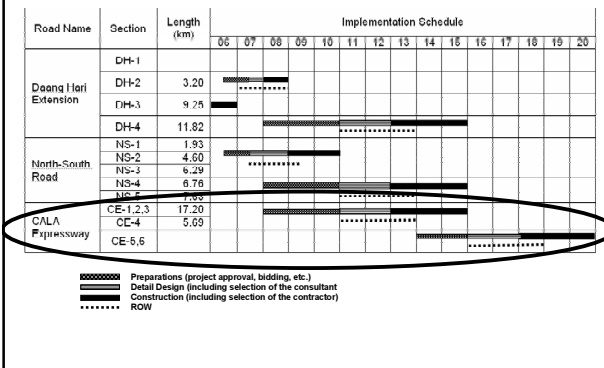 Road Name Section Length (km) Implementation Schedule
06 07 08 09 10 11 12 13 14 15 16 17 18 19 20
Daang Hari Extension
DH-1
DH-2 3.20
DH-3 9.25
DH-4 11.82
North-South Road
NS-1 1.93
NS-2 4.60
NS-3 6.29
NS-4 6.76
NS-5
CALA Expressway
CE-1,2,3 17.20
CE-4 5.69
CE-5,6
Preparations (project approval, bidding, etc.)
Detail Design (including selection of the consultant
Construction (including selection of the contractor)
ROW